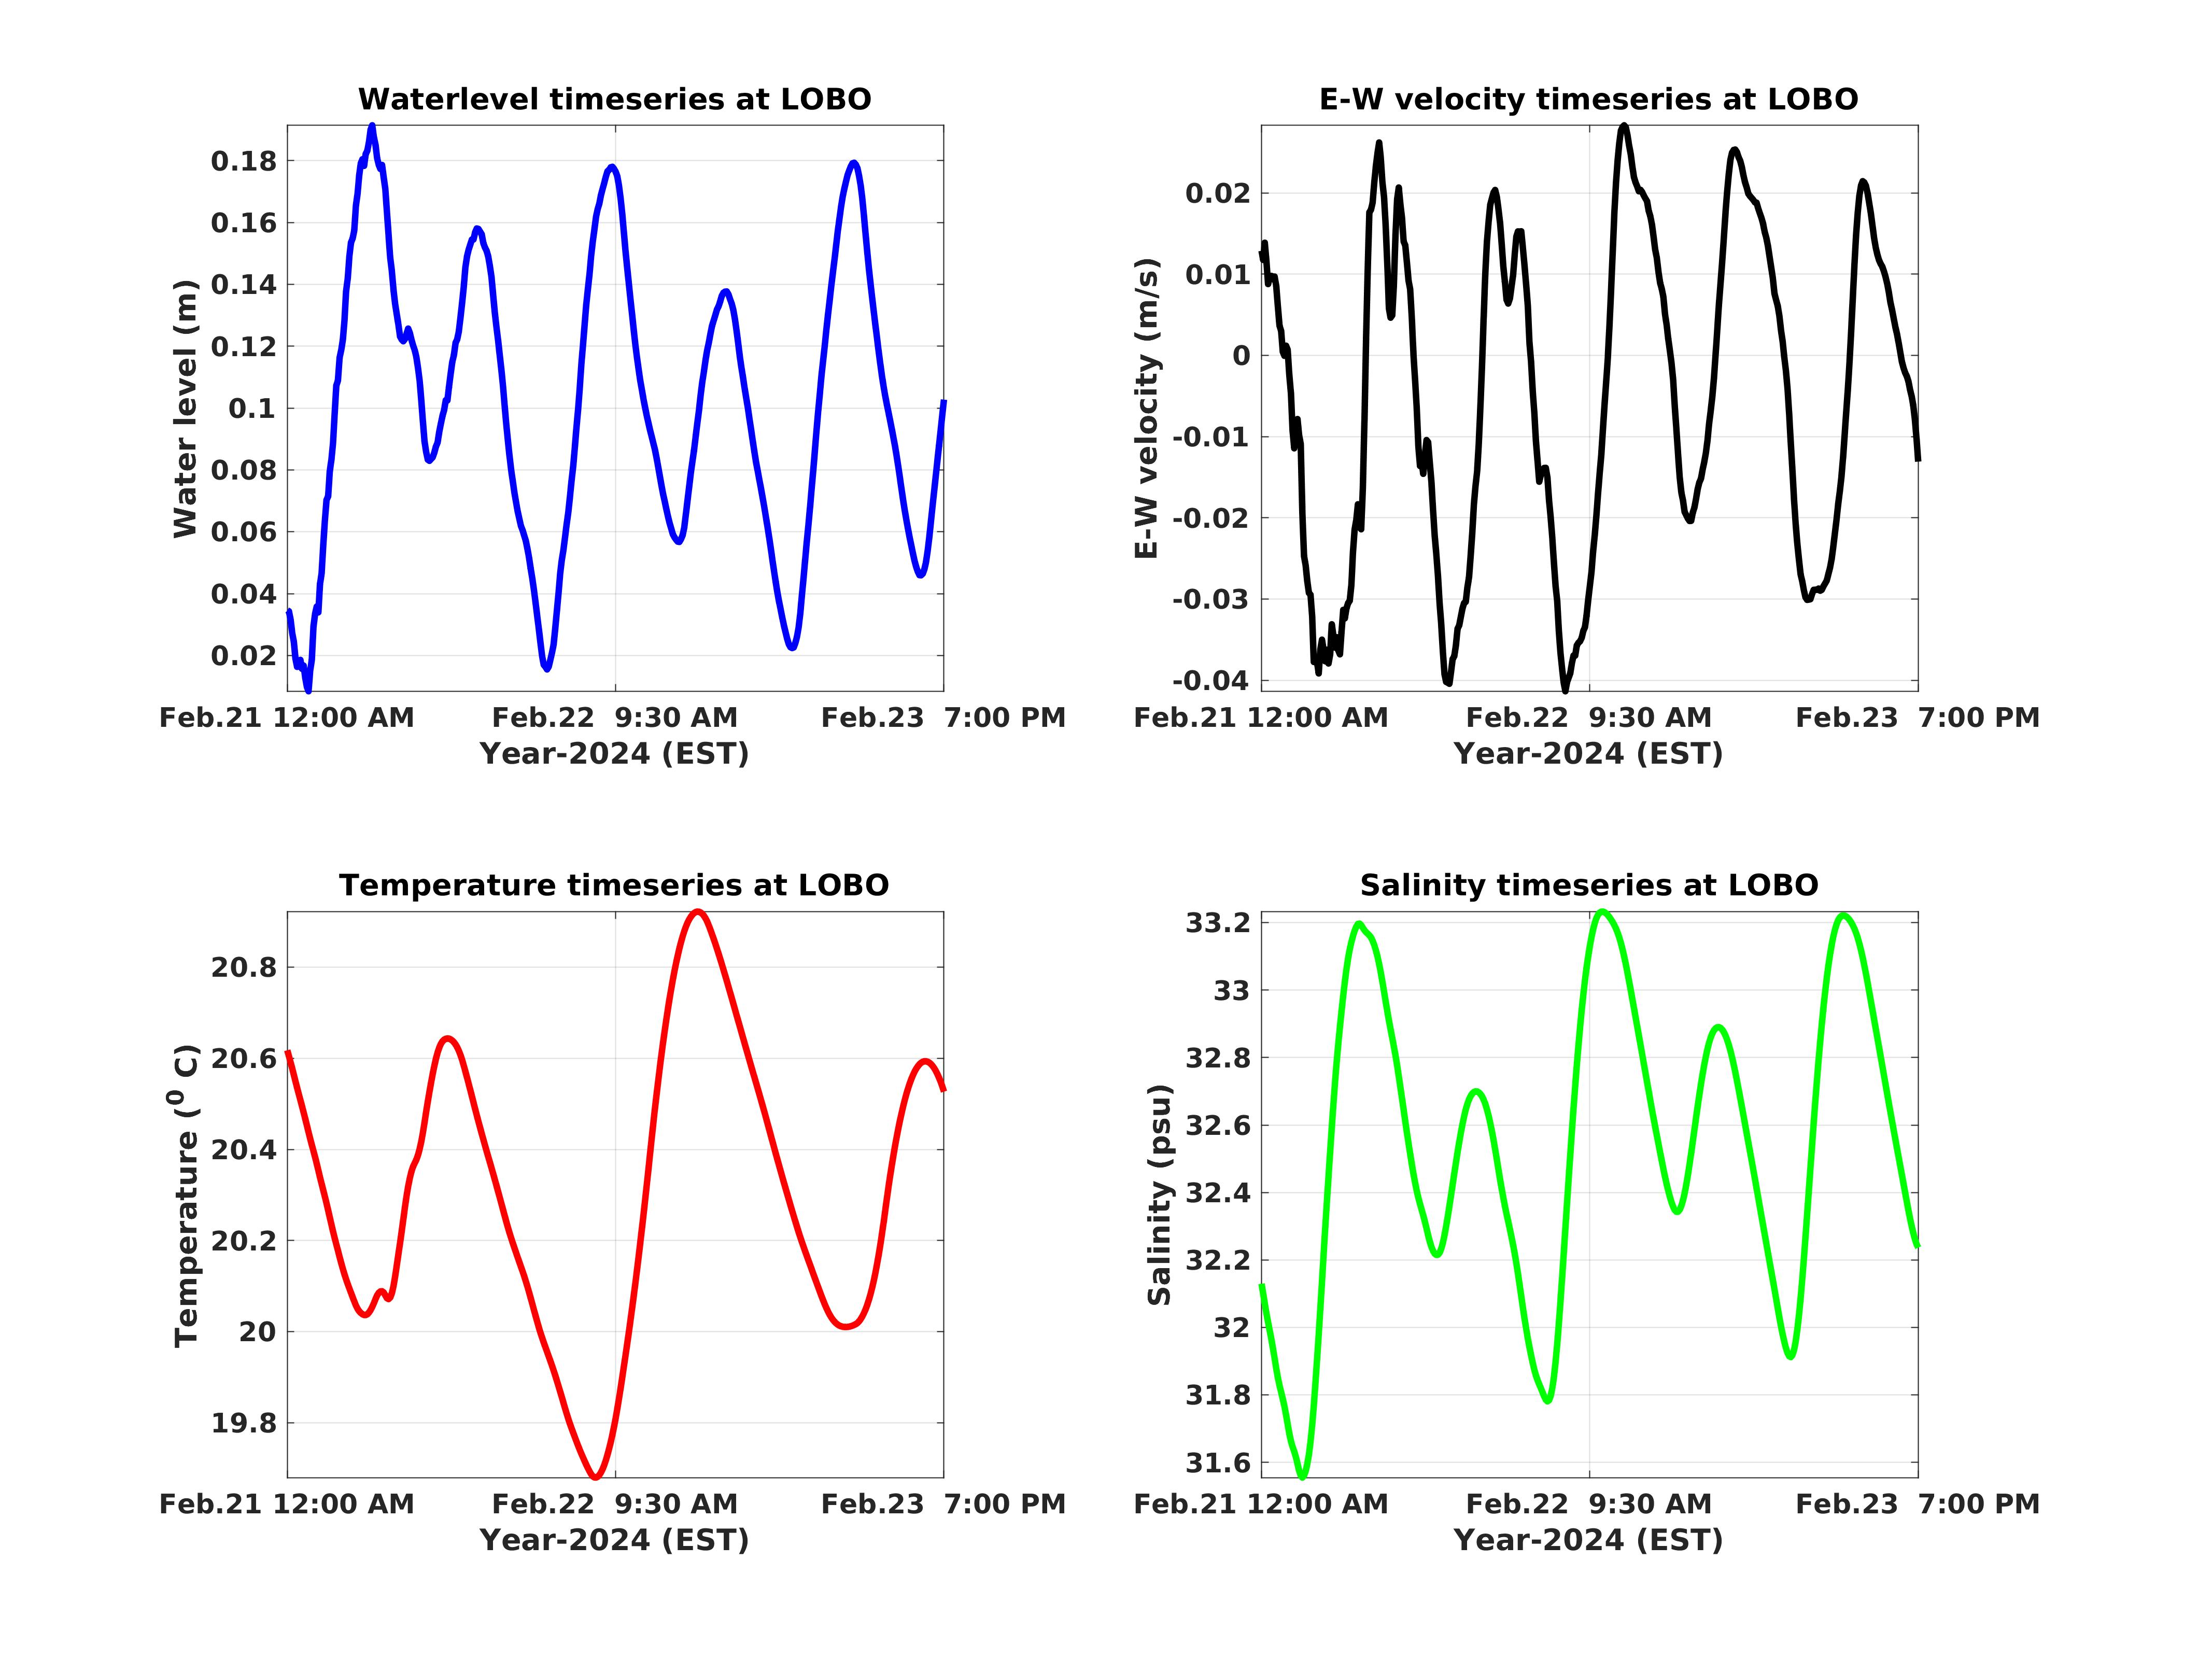 Waterlevel timeseries at LOBO
Water level (m)
0.18
0.16
0.14
0.12
0.1
0.08
0.06
0.04
0.02
Feb.21 12:00 AM Feb.22 9:30 AM Feb.23 7:00 PM
Year-2024 (EST)
E-W velocity timeseries at LOBO
E-W velocity (m/s)
0.02
0.01
0
-0.01
-0.02
-0.03
-0.04
Feb.21 12:00 AM Feb.22 9:30 AM Feb.23 7:00 PM
Year-2024 (EST)
Temperature timeseries at LOBO
Temperature (⁰ C)
20.8
20.6
20.4
20.2
20
19.8
Feb.21 12:00 AM Feb.22 9:30 AM Feb.23 7:00 PM
Year-2024 (EST)
Salinity timeseries at LOBO
Salinity (psu)
33.2
33
32.8
32.6
32.4
32.2
32
31.8
31.6
Feb.21 12:00 AM Feb.22 9:30 AM Feb.23 7:00 PM
Year-2024 (EST)